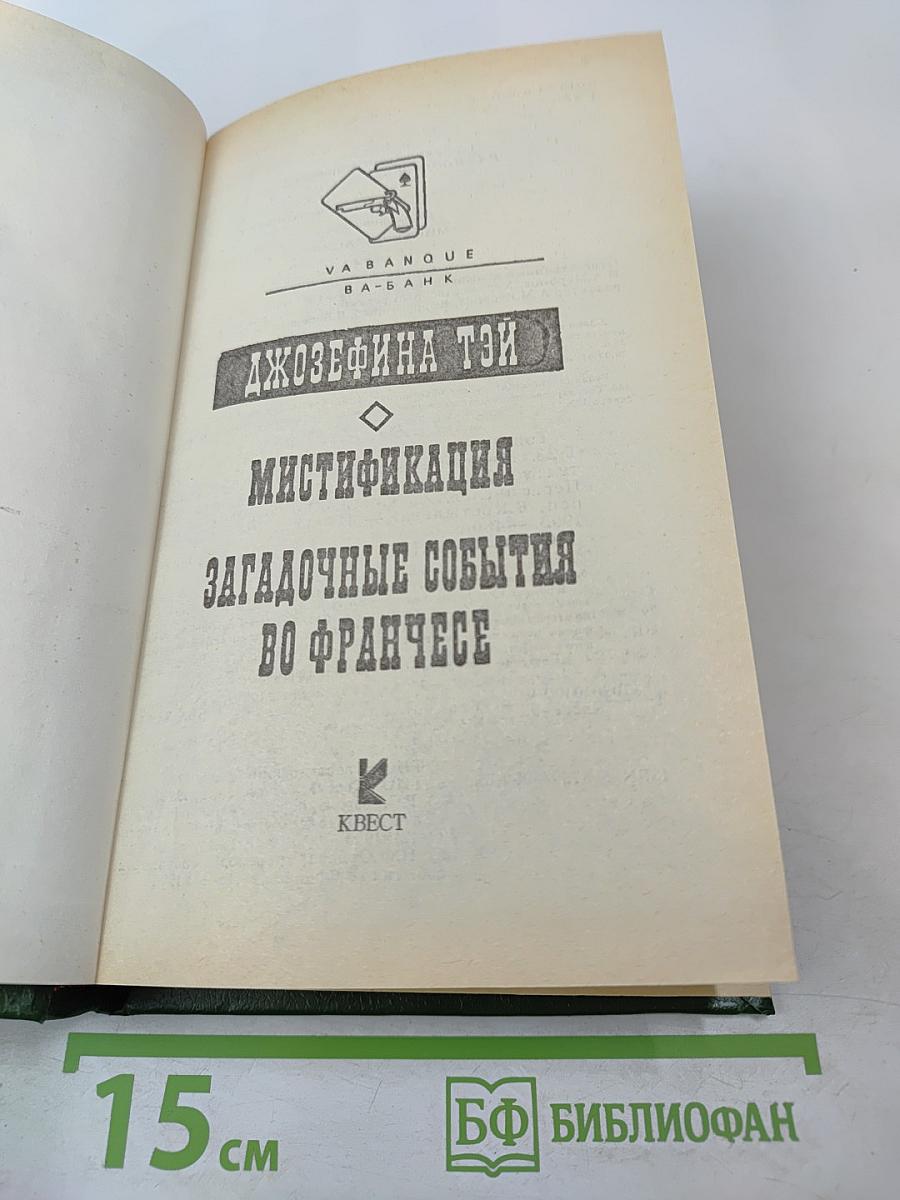 VA BANQUE
ВА-БАНК
ДЖОЗЕФИНА ТЭЙ
МИСТИФИКАЦИЯ
ЗАГАДОЧНЫЕ СОБЫТИЯ
ВО ФРАНЧЕСЕ
КВЕСТ
15 см
БФ БИБЛИОФАН